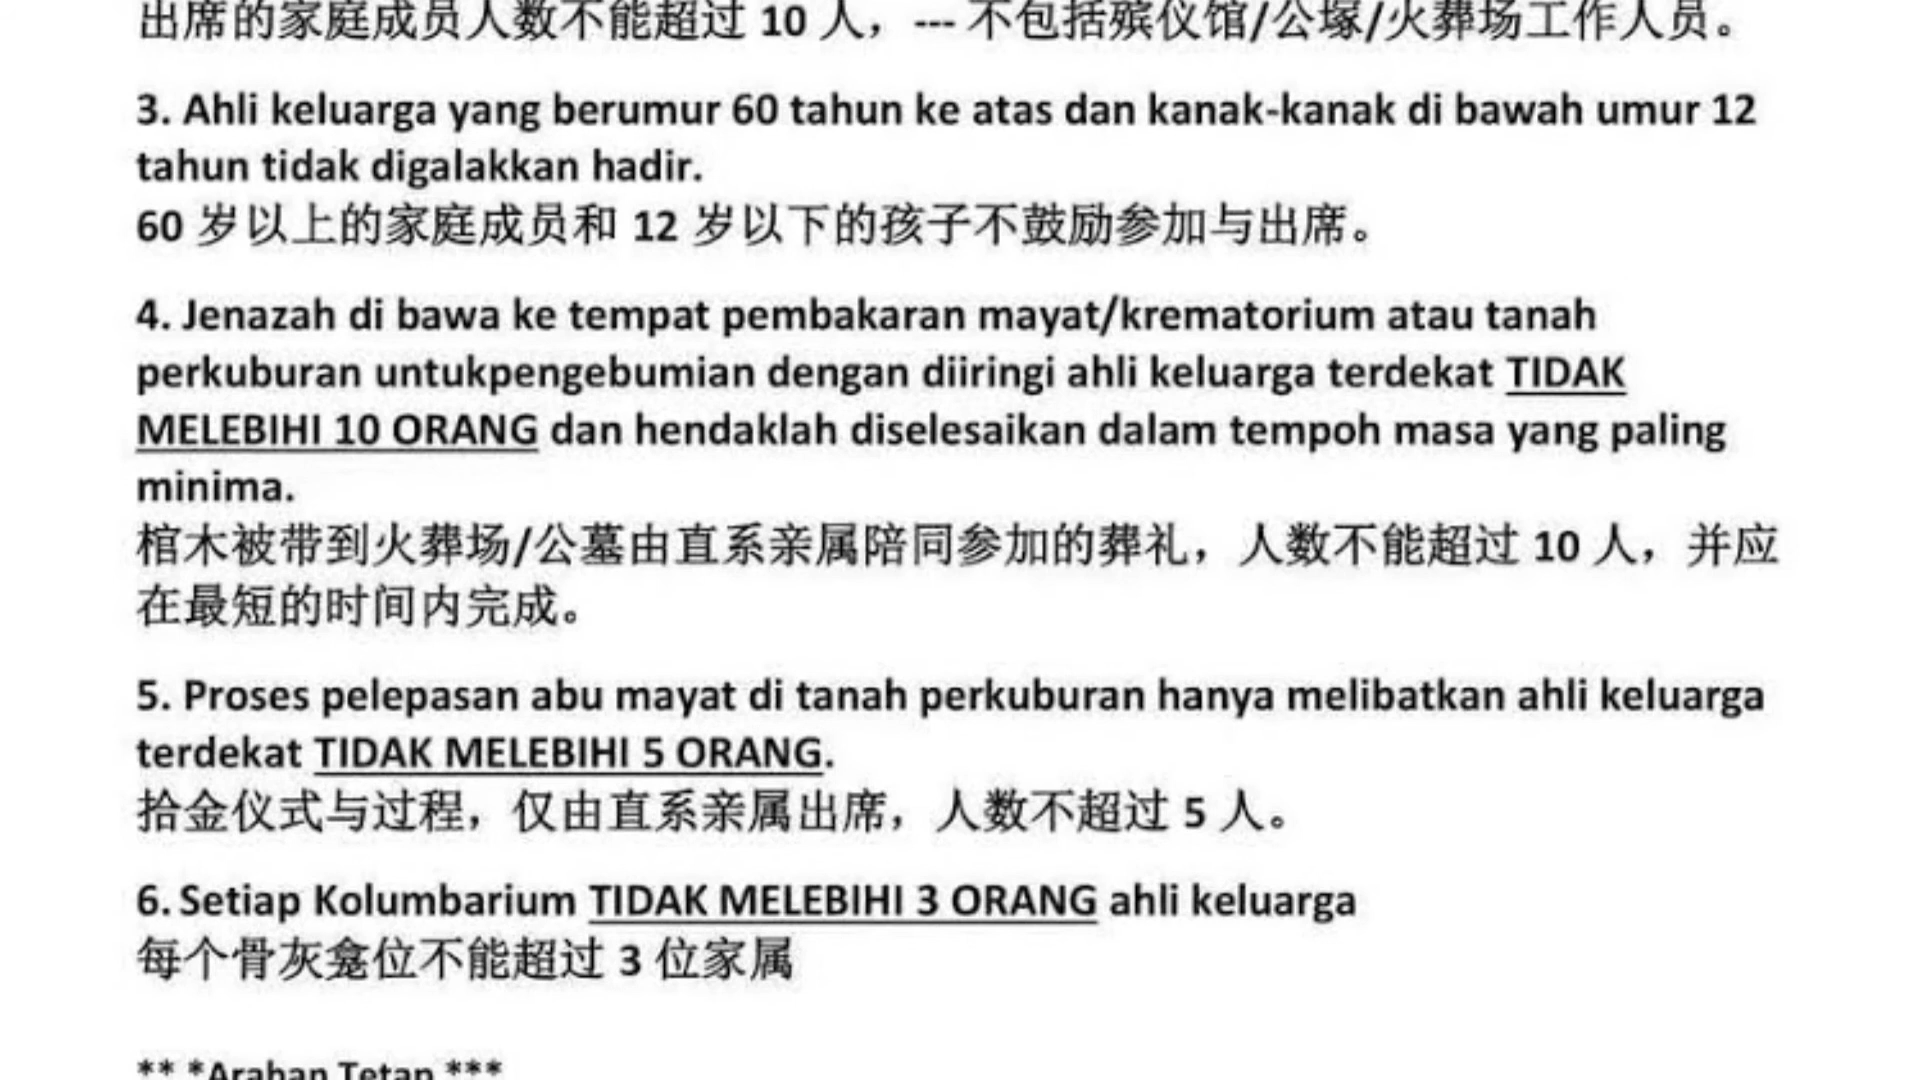 出席的家庭成员人数不能超过 10 人，--- 不包括殡仪馆/公塚/火葬场工作人员。
3. Ahli keluarga yang berumur 60 tahun ke atas dan kanak-kanak di bawah umur 12
tahun tidak digalakkan hadir.
60 岁以上的家庭成员和 12 岁以下的孩子不鼓励参加与出席。
4. Jenazah di bawa ke tempat pembakaran mayat/krematorium atau tanah
perkuburan untukpengebumian dengan diiringi ahli keluarga terdekat TIDAK
MELEBIHI 10 ORANG dan hendaklah diselesaikan dalam tempoh masa yang paling
minima.
棺木被带到火葬场/公墓由直系亲属陪同参加的葬礼，人数不能超过 10 人，并应
在最短的时间内完成。
5. Proses pelepasan abu mayat di tanah perkuburan hanya melibatkan ahli keluarga
terdekat TIDAK MELEBIHI 5 ORANG.
拾金仪式与过程，仅由直系亲属出席，人数不超过 5 人。
6. Setiap Kolumbarium TIDAK MELEBIHI 3 ORANG ahli keluarga
每个骨灰龛位不能超过 3 位家属
** *Arahan Tetap ***